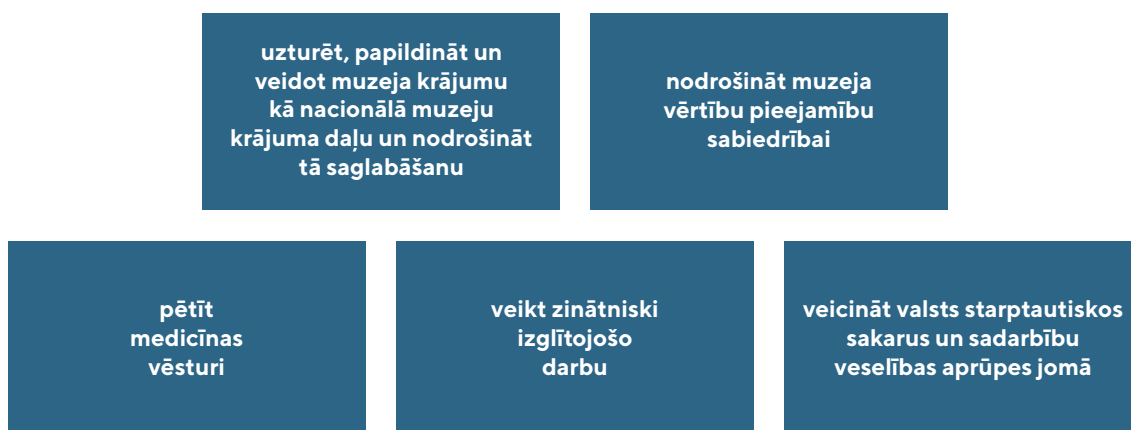 uzturēt, papildināt un
veidot muzeja krājumu
kā nacionālā muzeju
krājuma daļu un nodrošināt
tā saglabāšanu
nodrošināt muzeja
vērtību pieejamību
sabiedrībai
pētīt
medicīnas
vēsturi
veikt zinātniski
izglītojošo
darbu
veicināt valsts starptautiskos
sakarus un sadarbību
veselības aprūpes jomā